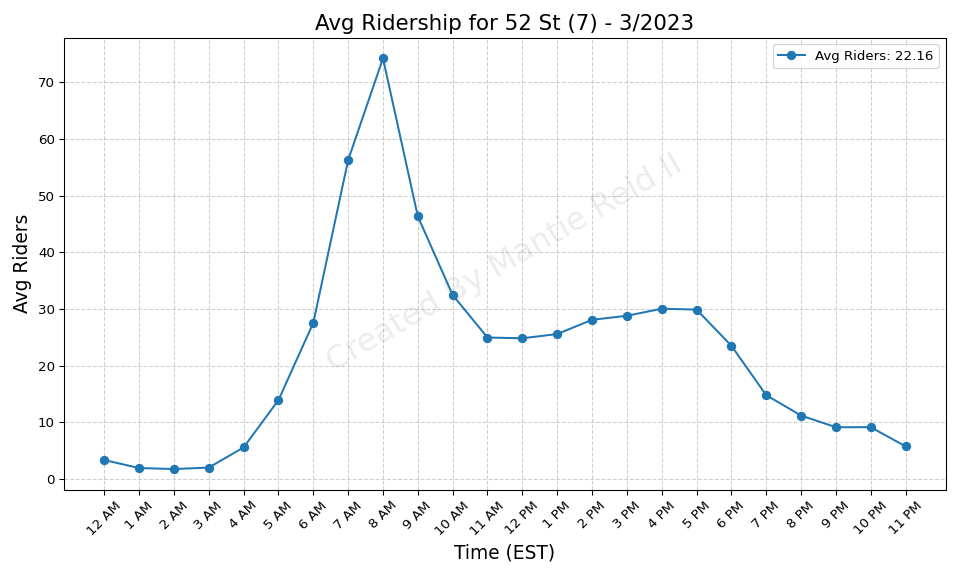 Avg Ridership for 52 St (7) - 3/2023
Avg Riders: 22.16
Avg Riders
70
60
50
40
30
20
10
0
Created By Mantie Reid II
12 AM
1 AM
2 AM
3 AM
4 AM
5 AM
6 AM
7 AM
8 AM
9 AM
10 AM
11 AM
12 PM
1 PM
2 PM
3 PM
4 PM
5 PM
6 PM
7 PM
8 PM
9 PM
10 PM
11 PM
Time (EST)